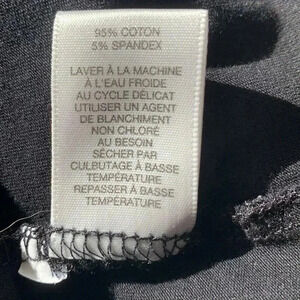 95% COTON
5% SPANDEX
LAVER À LA MACHINE
À L'EAU FROIDE
AU CYCLE DÉLICAT
UTILISER UN AGENT
DE BLANCHIMENT
NON CHLORÉ
AU BESOIN
SÉCHER PAR
CULBUTAGE À BASSE
TEMPÉRATURE
REPASSER À BASSE
TEMPÉRATURE